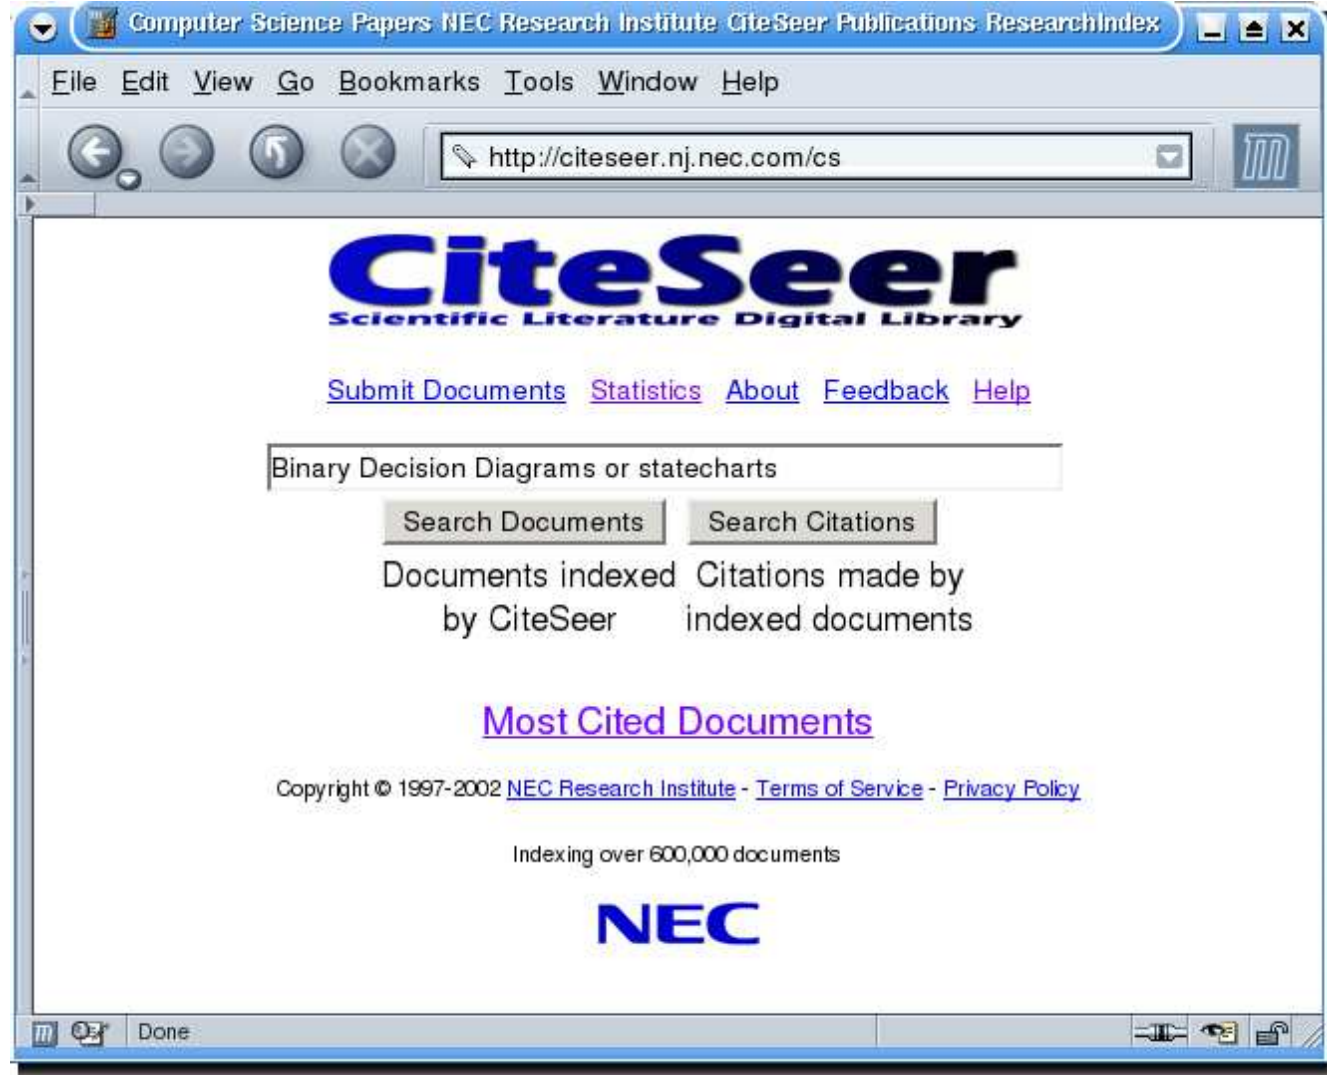 Computer Science Papers NEC Research Institute CiteSeer Publications ResearchIndex
File Edit View Go Bookmarks Tools Window Help
http://citeseer.nj.nec.com/cs
CiteSeer
Scientific Literature Digital Library
Submit Documents Statistics About Feedback Help
Binary Decision Diagrams or statecharts
Search Documents Search Citations
Documents indexed Citations made by
by CiteSeer indexed documents
Most Cited Documents
Copyright © 1997-2002 NEC Research Institute - Terms of Service - Privacy Policy
Indexing over 600,000 documents
NEC
Done